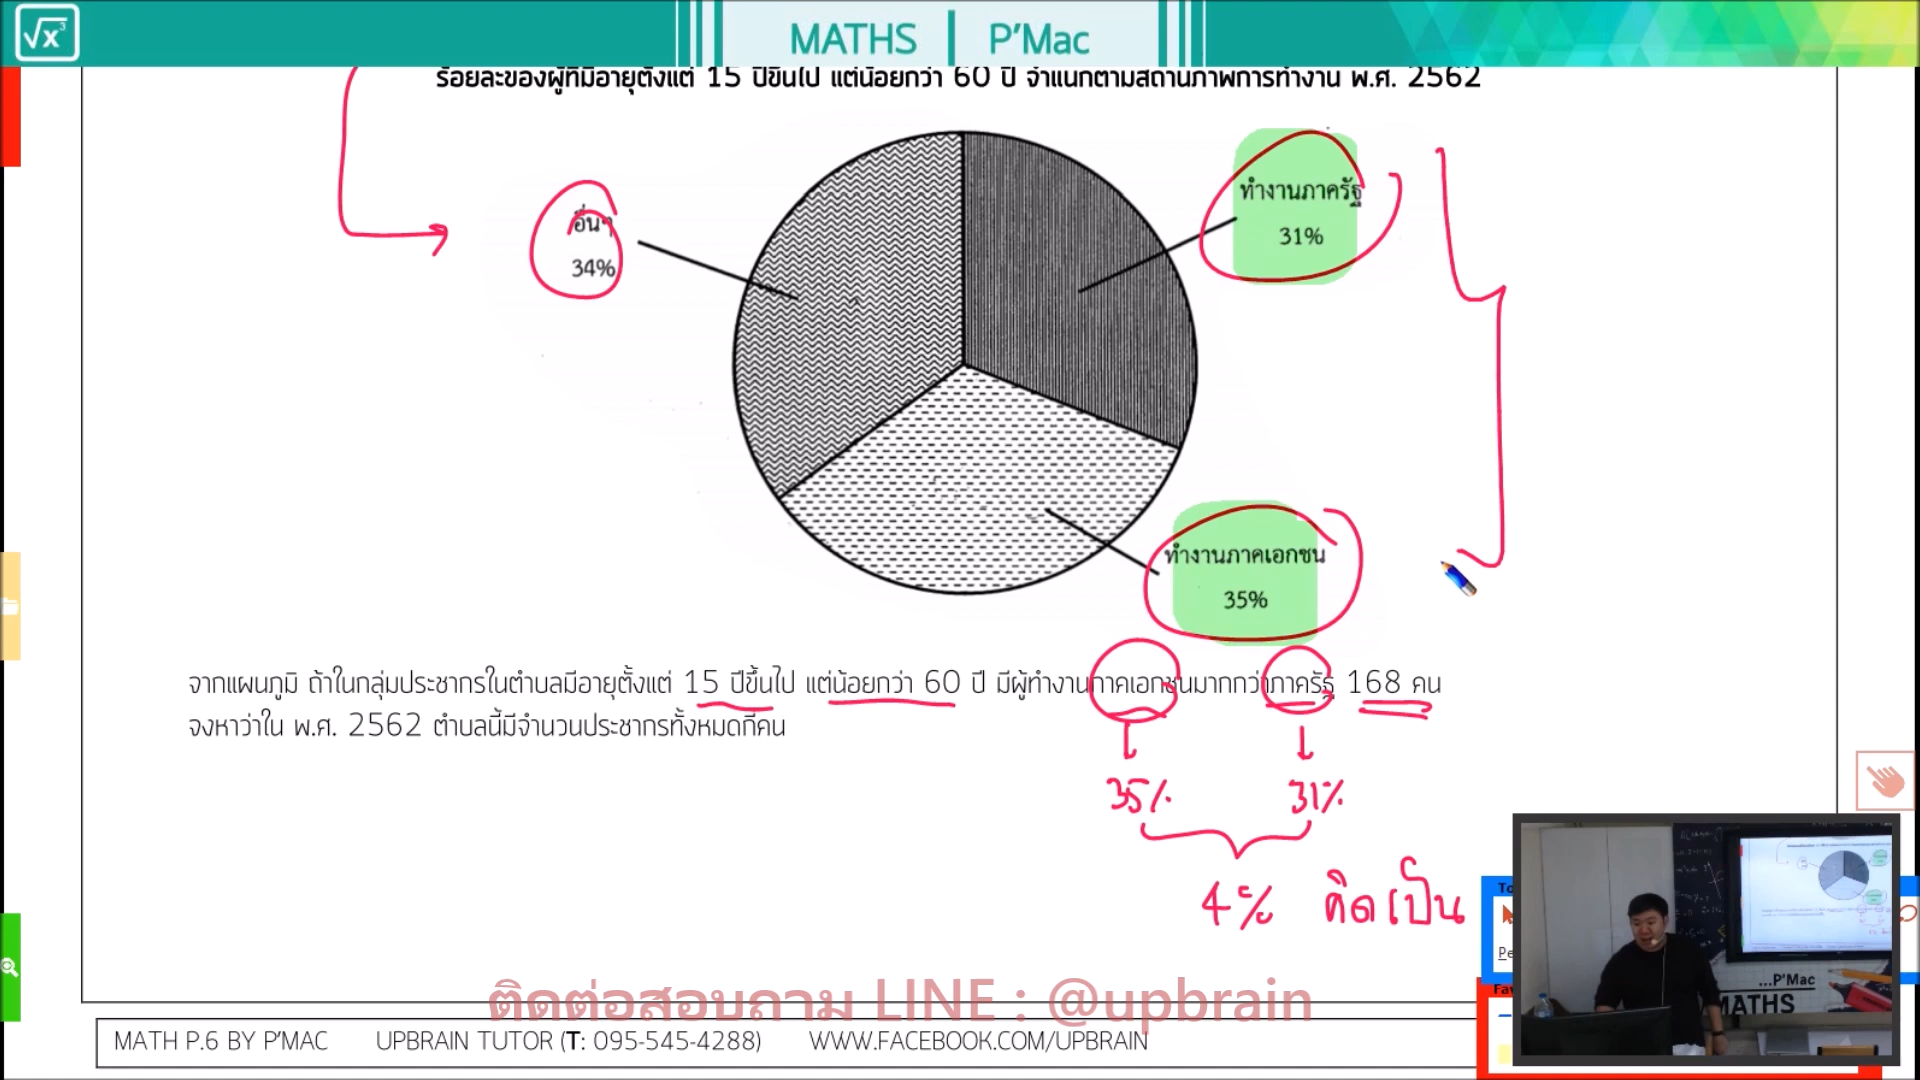 √x³
MATHS | P'Mac
ร้อยละของผู้ที่มีอายุตั้งแต่ 15 ปีขึ้นไป แต่น้อยกว่า 60 ปี จำแนกตามสถานภาพการทำงาน พ.ศ. 2562
ทำงานภาครัฐ
31%
อื่นๆ
34%
ทำงานภาคเอกชน
35%
จากแผนภูมิ ถ้าในกลุ่มประชากรในตำบลมีอายุตั้งแต่ 15 ปีขึ้นไป แต่น้อยกว่า 60 ปี มีผู้ทำงานภาคเอกชนมากกว่าภาครัฐ 168 คน
จงหาว่าใน พ.ศ. 2562 ตำบลนี้มีจำนวนประชากรทั้งหมดกี่คน
35% 31%
4% คิดเป็น
ติดต่อสอบถาม LINE : @upbrain
MATH P.6 BY P'MAC UPBRAIN TUTOR (T: 095-545-4288) WWW.FACEBOOK.COM/UPBRAIN
...P'Mac
MATHS